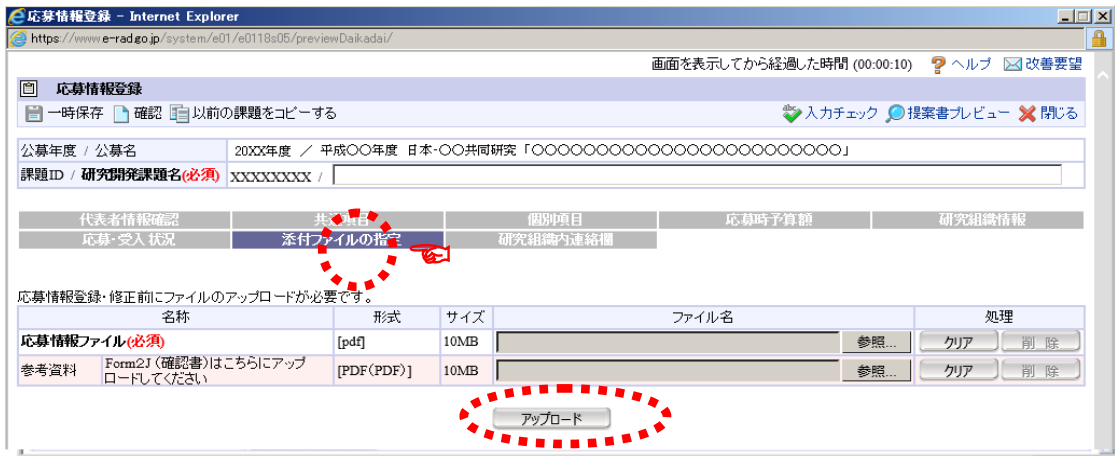 応募情報登録 - Internet Explorer
https://www.e-rad.go.jp/system/e01/e0118s05/previewDaikadai/
画面を表示してから経過した時間 (00:00:10) ヘルプ 改善要望
応募情報登録
一時保存 確認 以前の課題をコピーする 入力チェック 提案書プレビュー 閉じる
公募年度 / 公募名 20XX年度 / 平成○○年度 日本-○○共同研究「○○○○○○○○○○○○○○○○○○○○○○○○」
課題ID / 研究開発課題名(必須) XXXXXXXX /
代表者情報確認 共通項目 個別項目 応募時予算額 研究組織情報
応募・受入状況 添付ファイルの指定 研究組織内連絡欄
応募情報登録・修正前にファイルのアップロードが必要です。
名称 形式 サイズ ファイル名 処理
応募情報ファイル(必須) [pdf] 10MB 参照... クリア 削 除
参考資料 Form2J(確認書)はこちらにアップロードしてください [PDF(PDF)] 10MB 参照... クリア 削 除
アップロード